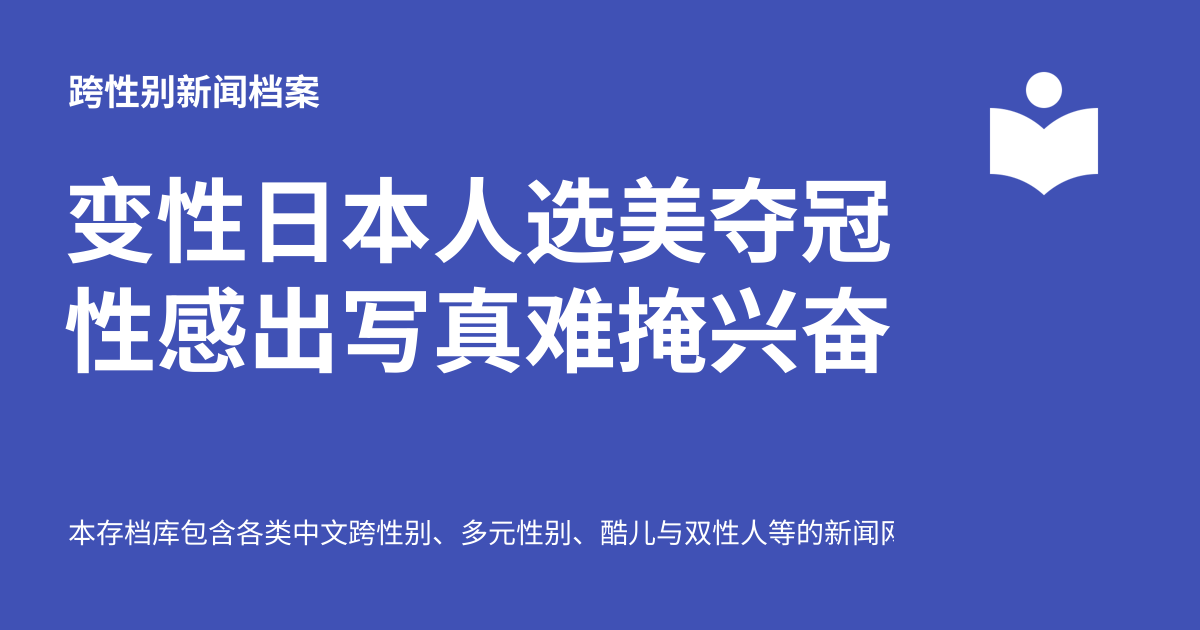 跨性别新闻档案
变性日本人选美夺冠
性感出写真难掩兴奋
本存档库包含各类中文跨性别、多元性别、酷儿与双性人等的新闻